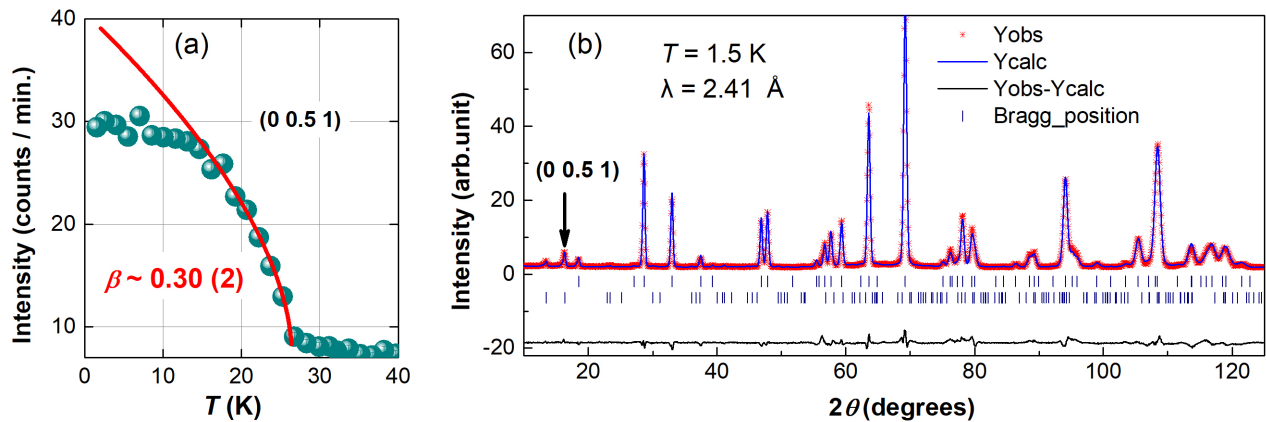 (a)
(0 0.5 1)
β ~ 0.30 (2)
Intensity (counts / min.)
40
30
20
10
0
10
20
30
40
T (K)
(b)
T = 1.5 K
λ = 2.41 Å
Yobs
Ycalc
Yobs-Ycalc
Bragg_position
(0 0.5 1)
Intensity (arb.unit)
60
40
20
0
-20
20
40
60
80
100
120
2θ (degrees)